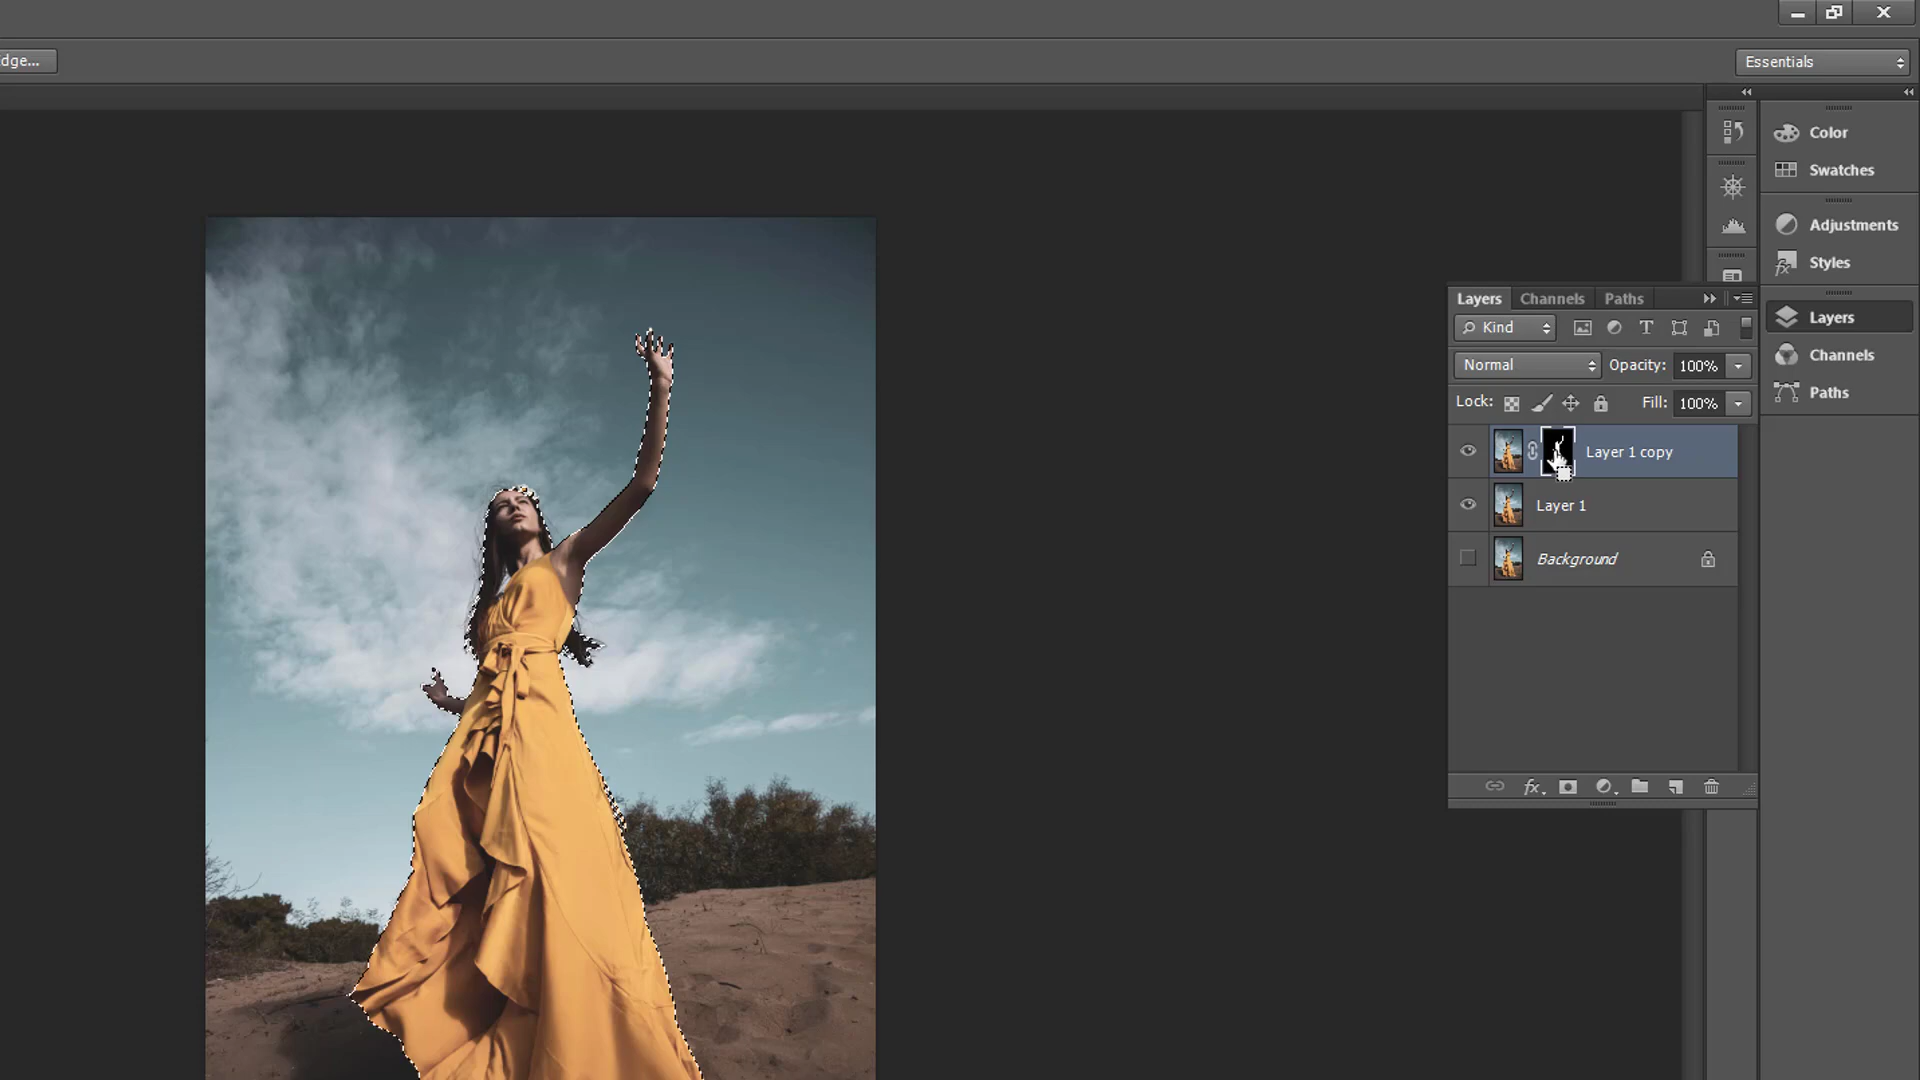 dge...
Essentials
Color
Swatches
Adjustments
Styles
Layers
Channels
Paths
Layers Channels Paths
Kind
Normal Opacity: 100%
Lock: Fill: 100%
Layer 1 copy
Layer 1
Background
fx